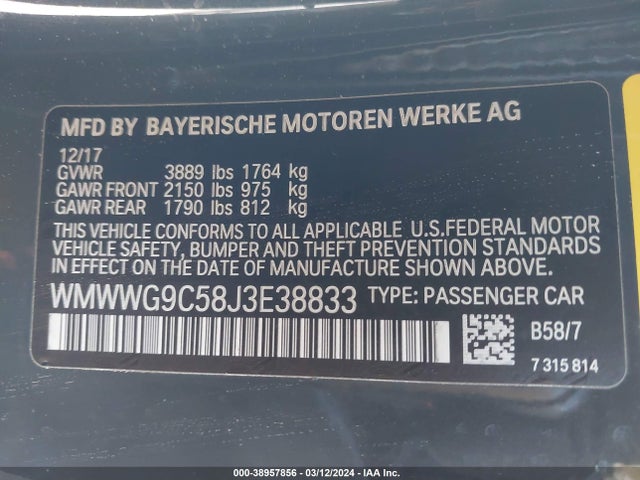 MFD BY BAYERISCHE MOTOREN WERKE AG
12/17
GVWR 3889 lbs 1764 kg
GAWR FRONT 2150 lbs 975 kg
GAWR REAR 1790 lbs 812 kg
THIS VEHICLE CONFORMS TO ALL APPLICABLE U.S.FEDERAL MOTOR
VEHICLE SAFETY, BUMPER AND THEFT PREVENTION STANDARDS
IN EFFECT ON THE DATE OF MANUFACTURE SHOWN ABOVE.
WMWWG9C58J3E38833 TYPE: PASSENGER CAR
B58/7
7 315 814
000-38957856 - 03/12/2024 - IAA Inc.